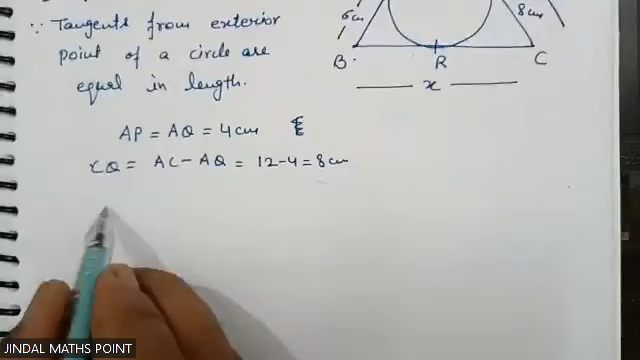 ∵ Tangents from exterior
point of a circle are
equal in length.
6cm
8cm
B
R
C
x
AP = AQ = 4cm
CQ = AC - AQ = 12-4 = 8cm
JINDAL MATHS POINT